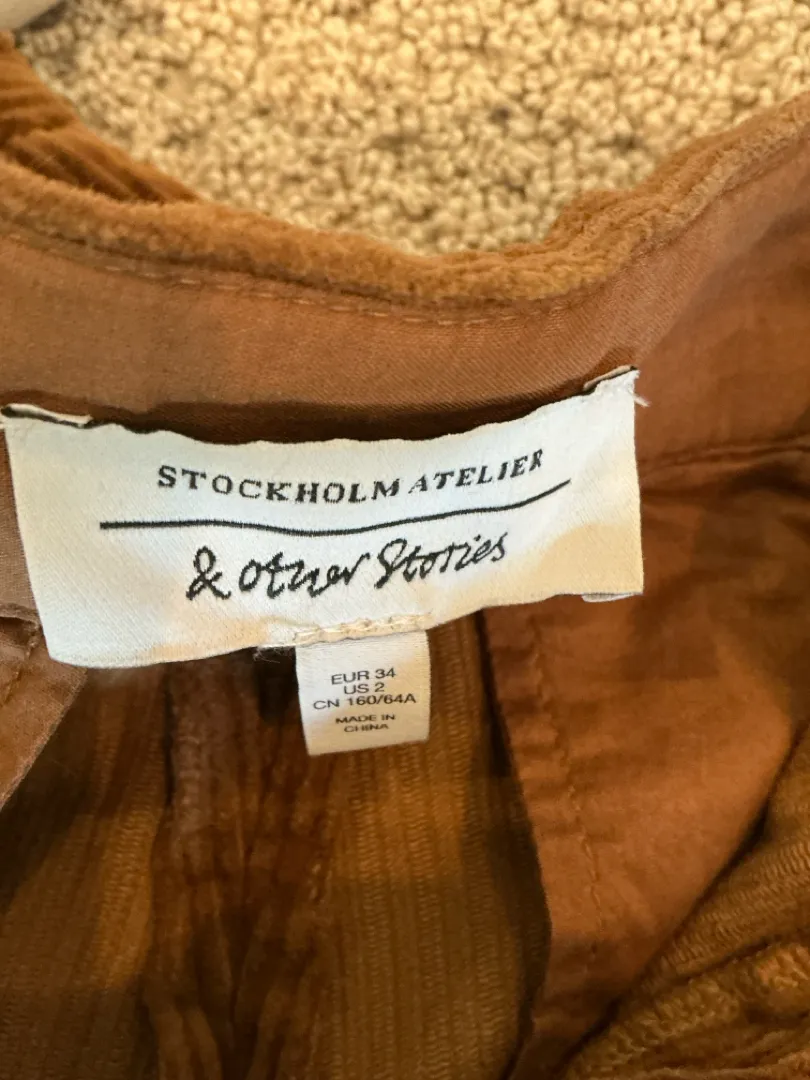 STOCKHOLM ATELIER
& Other Stories
EUR 34
US 2
CN 160/64A
MADE IN
CHINA